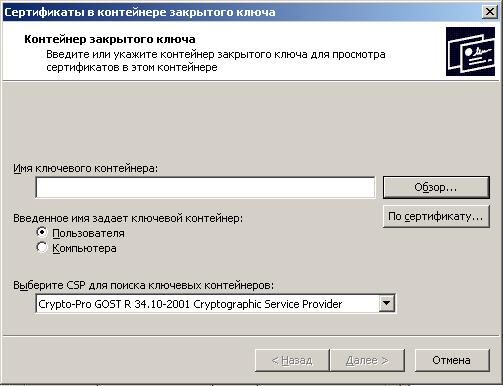 Сертификаты в контейнере закрытого ключа
Контейнер закрытого ключа
Введите или укажите контейнер закрытого ключа для просмотра
сертификатов в этом контейнере
Имя ключевого контейнера:
Обзор...
По сертификату...
Введенное имя задает ключевой контейнер:
Пользователя
Компьютера
Выберите CSP для поиска ключевых контейнеров:
Crypto-Pro GOST R 34.10-2001 Cryptographic Service Provider
< Назад
Далее >
Отмена